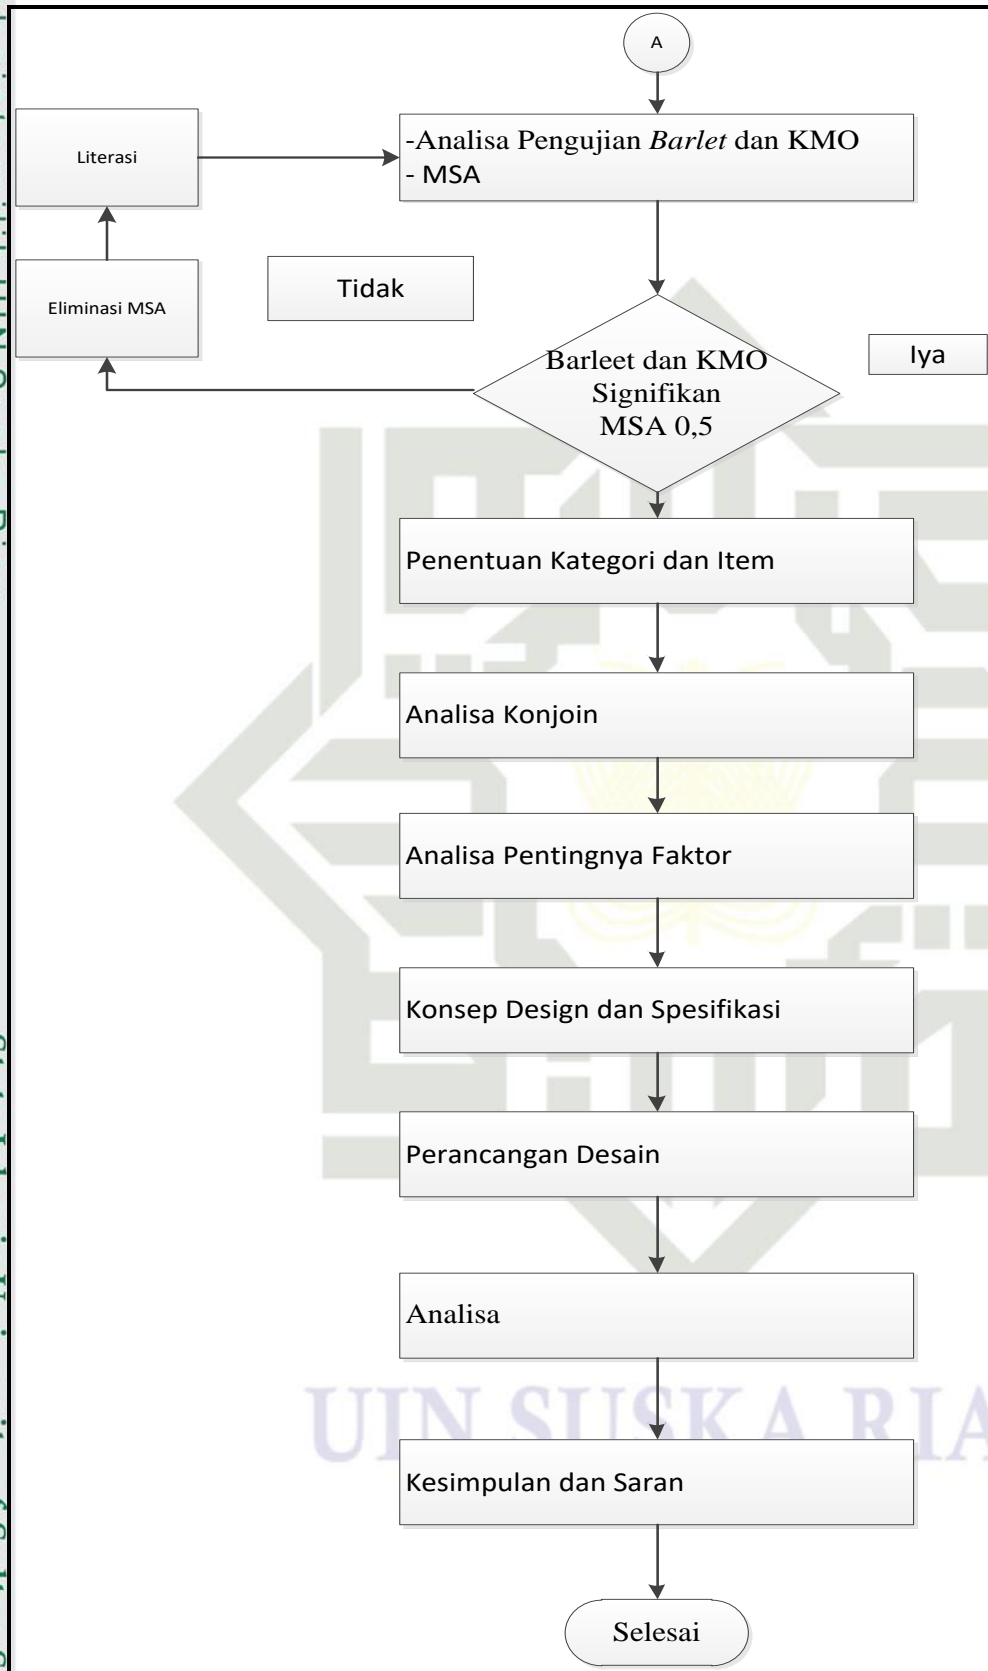 A
Literasi
-Analisa Pengujian Barlet dan KMO
- MSA
Eliminasi MSA
Tidak
Barleet dan KMO
Signifikan
MSA 0,5
Iya
Penentuan Kategori dan Item
Analisa Konjoin
Analisa Pentingnya Faktor
Konsep Design dan Spesifikasi
Perancangan Desain
Analisa
UIN SUSKA RIA
Kesimpulan dan Saran
Selesai